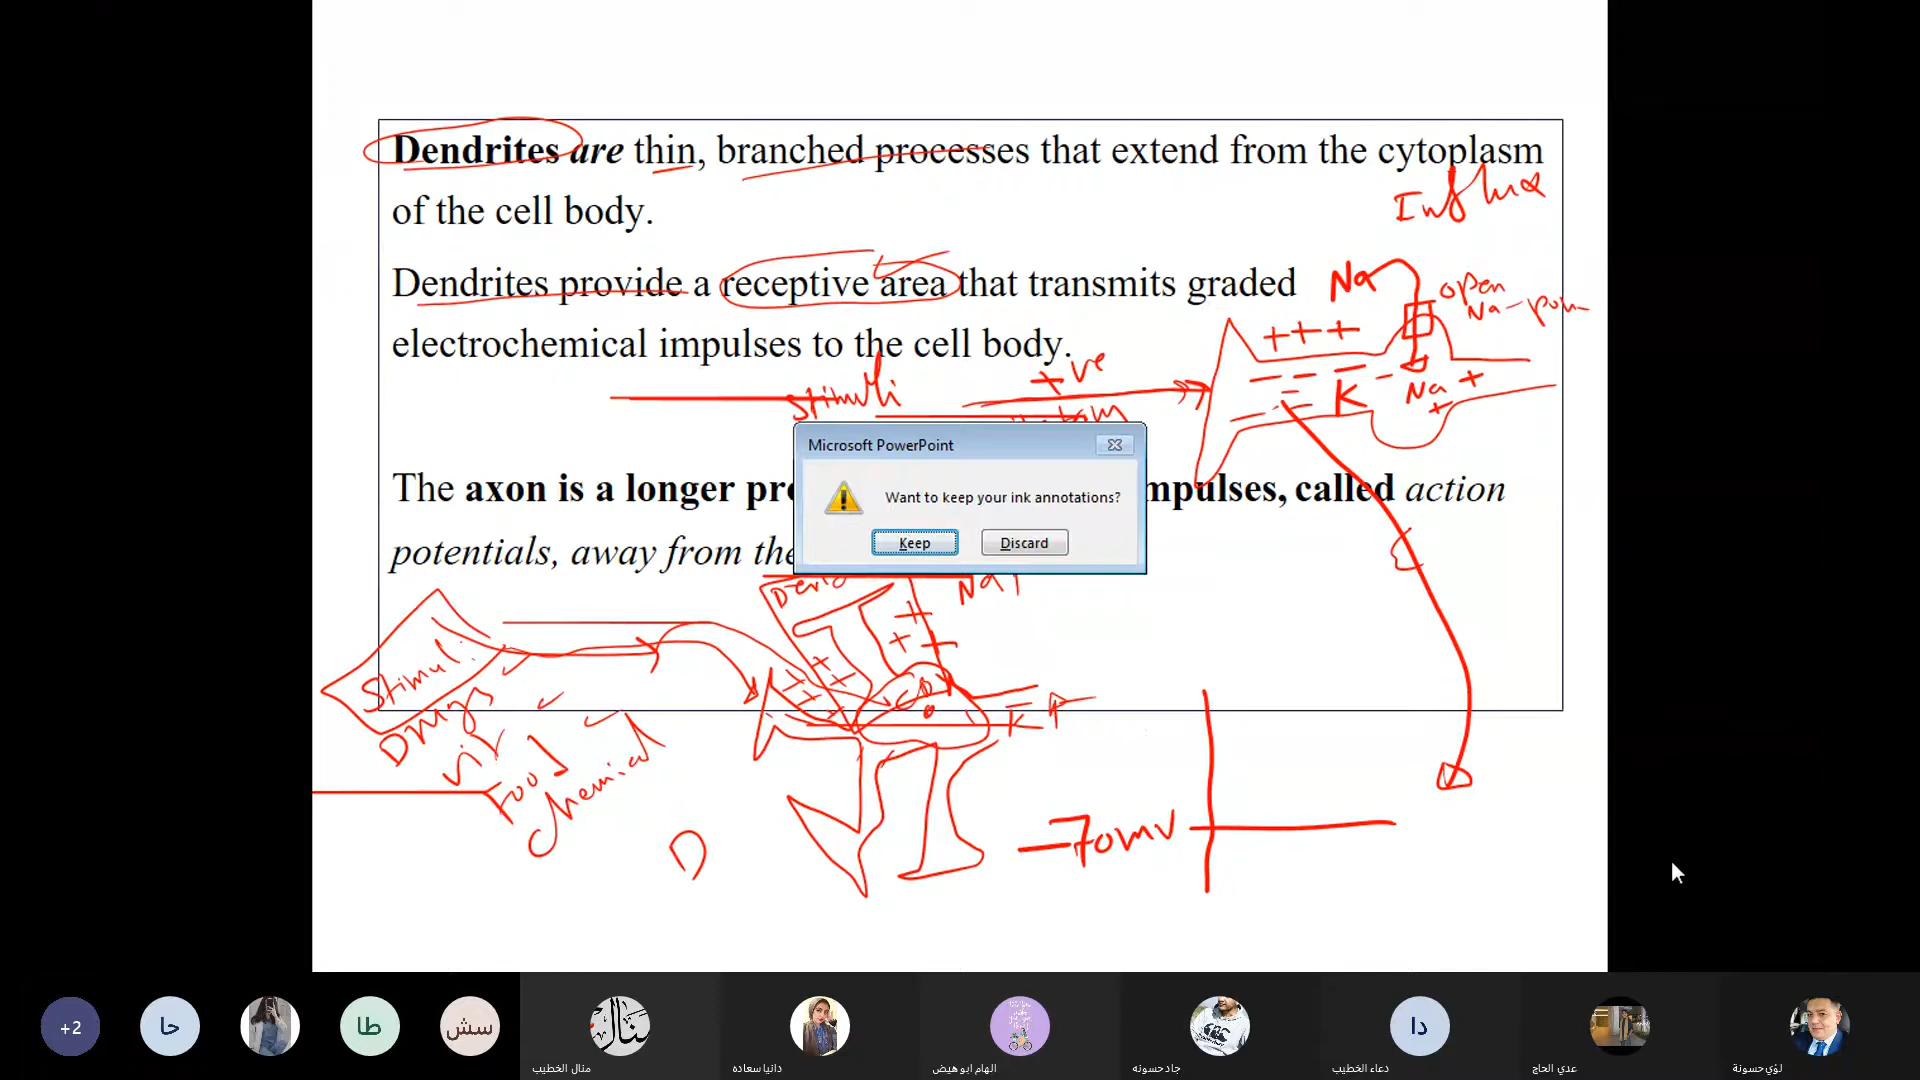 Dendrites are thin, branched processes that extend from the cytoplasm
of the cell body.
Influx
Dendrites provide a receptive area that transmits graded
Na
open
Na-pom
electrochemical impulses to the cell body.
+++
stimuli
+ve
K
Na +
+
Microsoft PowerPoint
Want to keep your ink annotations?
Keep
Discard
The axon is a longer pro
mpulses, called action
potentials, away from the
Na+
Stimuli
Drugs
Food
chemical
K
D
-70mv
+2
حا
طا
سش
منال
دا
منال الخطيب
دانيا سعاده
الهام ابو هيض
جاد حسونه
دعاء الخطيب
عدي الحاج
لؤي حسونة